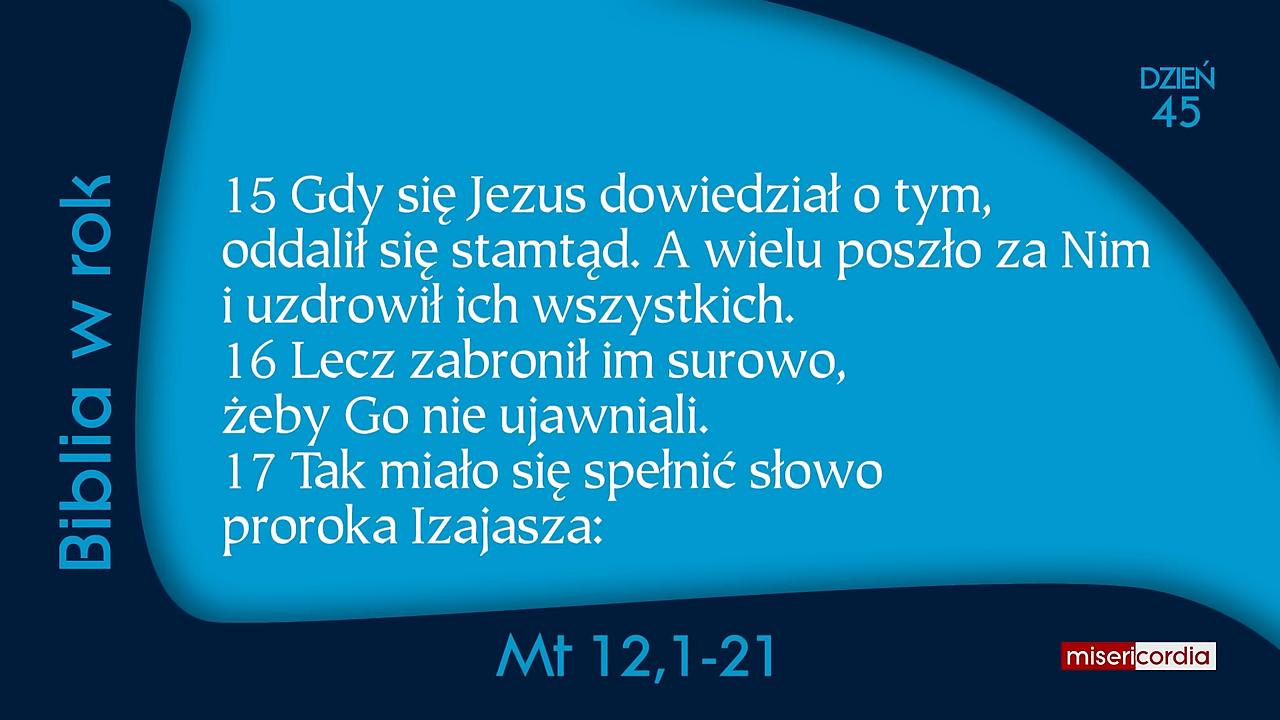 DZIEŃ
45
Biblia w rok
15 Gdy się Jezus dowiedział o tym,
oddalił się stamtąd. A wielu poszło za Nim
i uzdrowił ich wszystkich.
16 Lecz zabronił im surowo,
żeby Go nie ujawniali.
17 Tak miało się spełnić słowo
proroka Izajasza:
Mt 12,1-21
misericordia